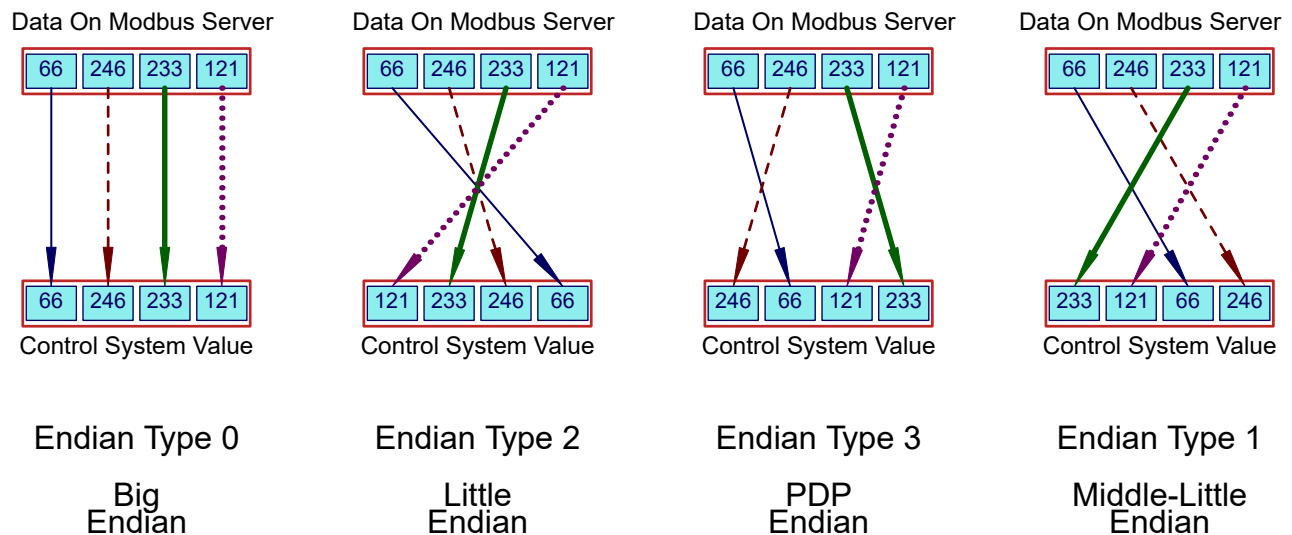 Data On Modbus Server
66 246 233 121
66 246 233 121
Control System Value
Endian Type 0
Big
Endian
Data On Modbus Server
66 246 233 121
121 233 246 66
Control System Value
Endian Type 2
Little
Endian
Data On Modbus Server
66 246 233 121
246 66 121 233
Control System Value
Endian Type 3
PDP
Endian
Data On Modbus Server
66 246 233 121
233 121 66 246
Control System Value
Endian Type 1
Middle-Little
Endian